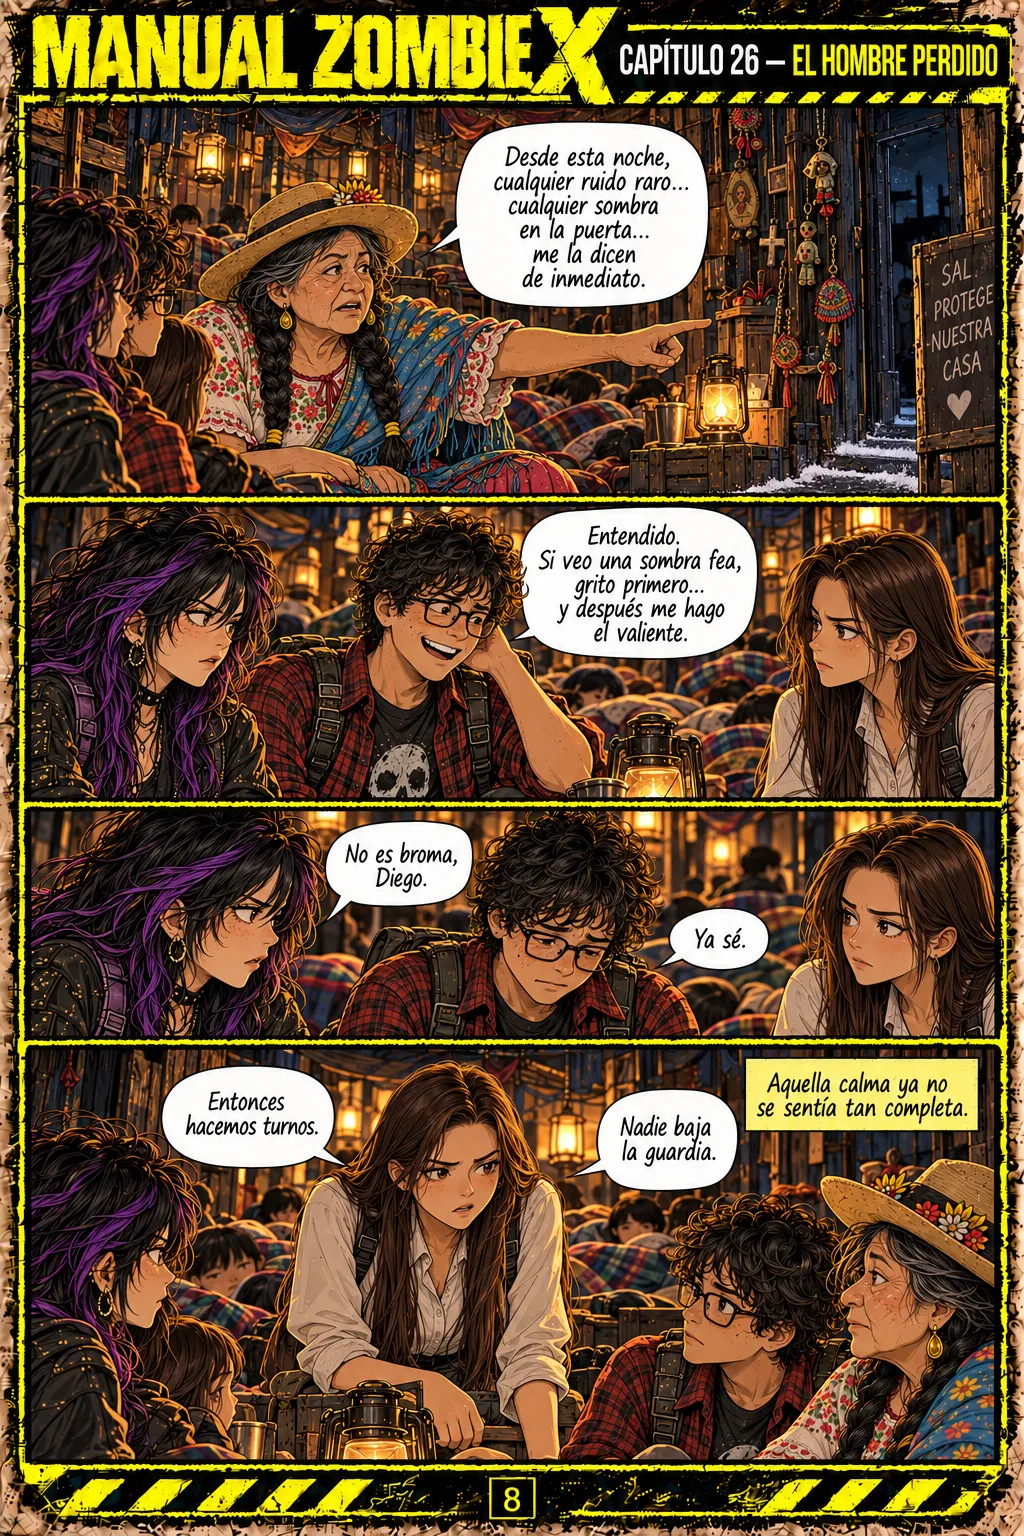 MANUAL ZOMBIE X
CAPÍTULO 26 – EL HOMBRE PERDIDO
Desde esta noche,
cualquier ruido raro...
cualquier sombra
en la puerta...
me la dicen
de inmediato.
SAL
PROTEGE
NUESTRA
CASA
Entendido.
Si veo una sombra fea,
grito primero...
y después me hago
el valiente.
No es broma,
Diego.
Ya sé.
Entonces
hacemos turnos.
Nadie baja
la guardia.
Aquella calma ya no
se sentía tan completa.
8